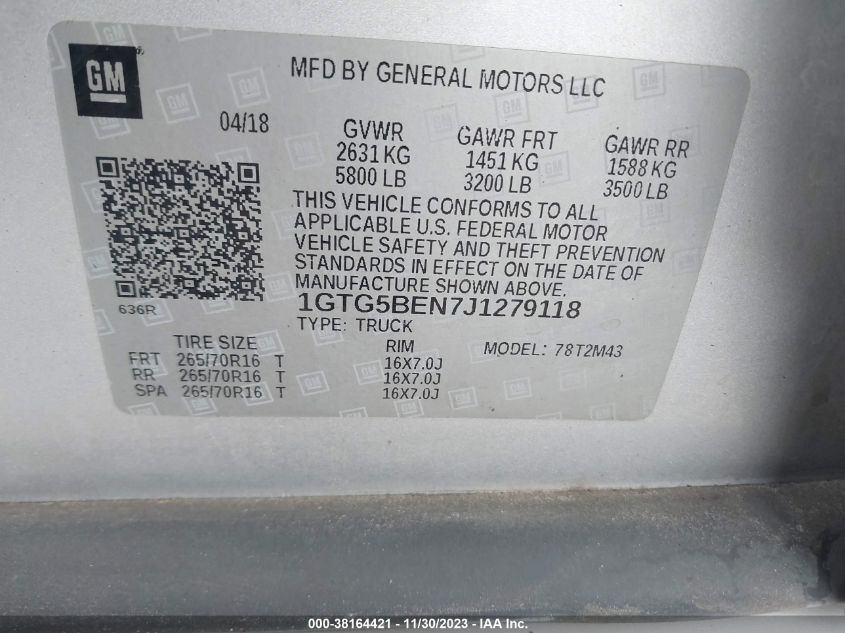 GM
MFD BY GENERAL MOTORS LLC
04/18
GVWR GAWR FRT GAWR RR
2631 KG 1451 KG 1588 KG
5800 LB 3200 LB 3500 LB
THIS VEHICLE CONFORMS TO ALL
APPLICABLE U.S. FEDERAL MOTOR
VEHICLE SAFETY AND THEFT PREVENTION
STANDARDS IN EFFECT ON THE DATE OF
MANUFACTURE SHOWN ABOVE.
636R
1GTG5BEN7J1279118
TYPE: TRUCK
TIRE SIZE RIM MODEL: 78T2M43
FRT 265/70R16 T 16X7.0J
RR 265/70R16 T 16X7.0J
SPA 265/70R16 T 16X7.0J
000-38164421 - 11/30/2023 - IAA Inc.